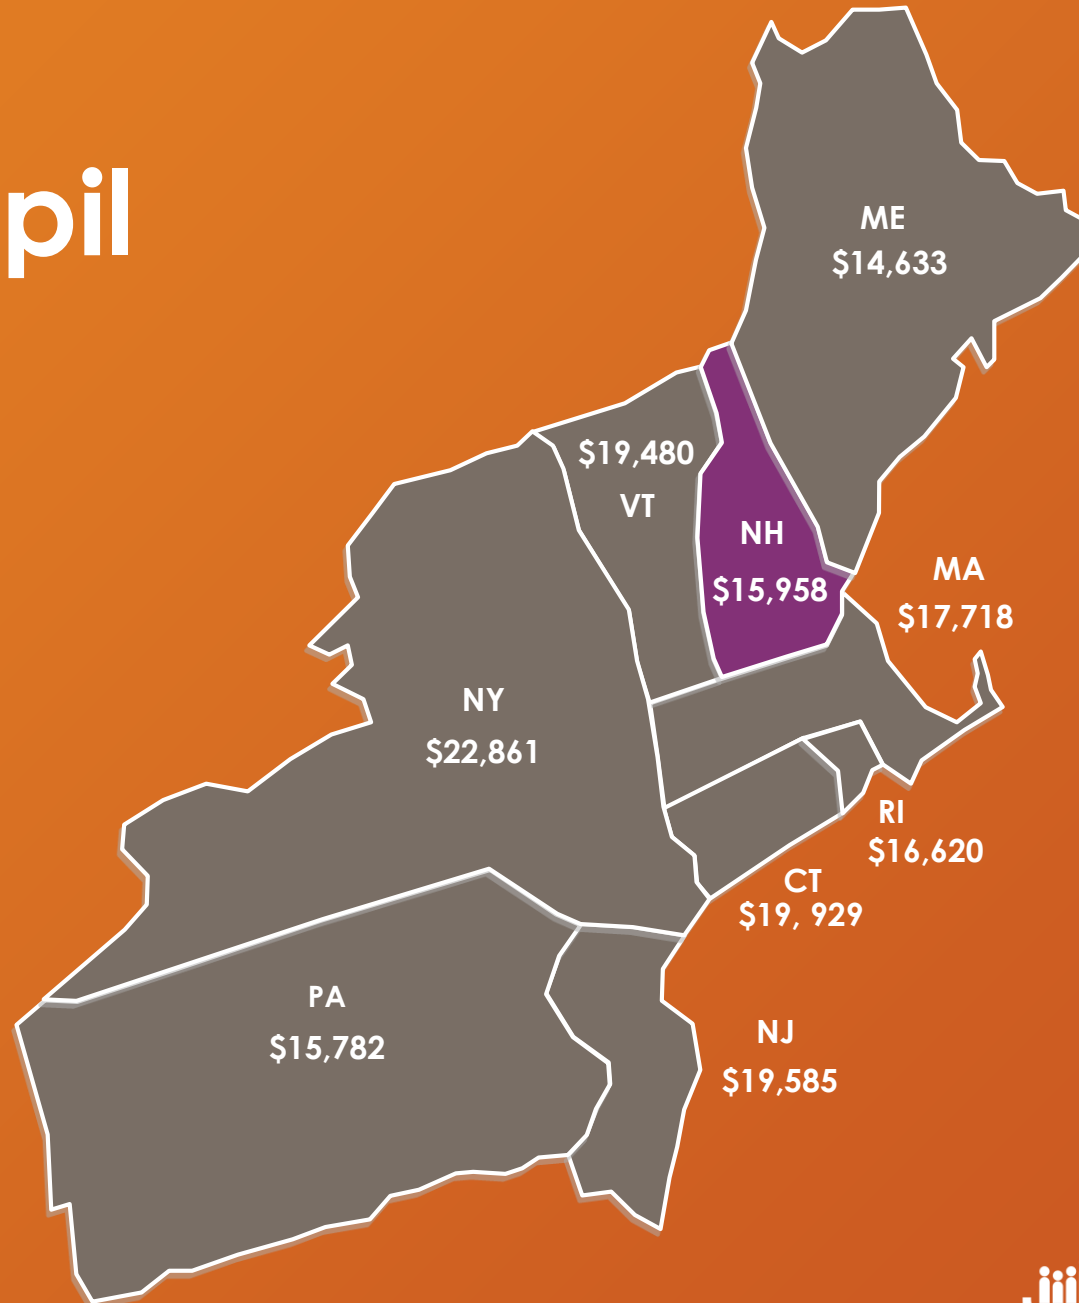 pil
ME
$14,633
$19,480
VT
NH
$15,958
MA
$17,718
NY
$22,861
RI
$16,620
CT
$19, 929
PA
$15,782
NJ
$19,585